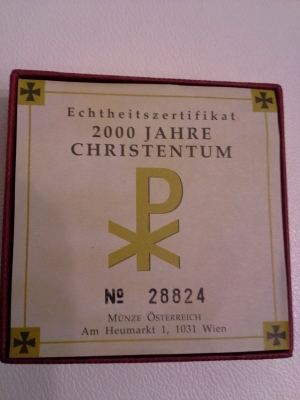 Echtheitszertifikat
2000 JAHRE
CHRISTENTUM
№ 28824
MÜNZE ÖSTERREICH
Am Heumarkt 1, 1031 Wien